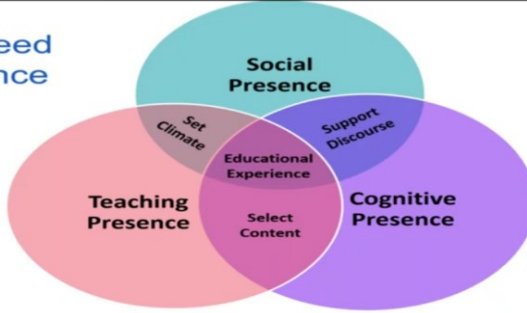 eed
nce
Social
Presence
Set
Climate
Support
Discourse
Educational
Experience
Teaching
Presence
Cognitive
Presence
Select
Content